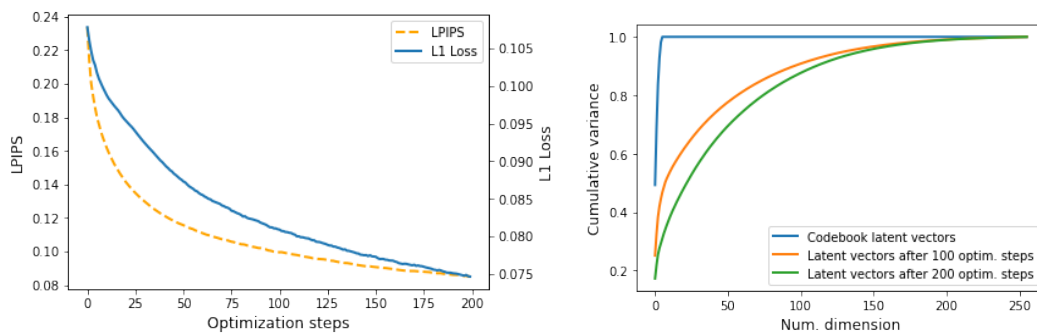 0.24
0.22
0.20
0.18
0.16
0.14
0.12
0.10
0.08
LPIPS
LPIPS
L1 Loss
0.105
0.100
0.095
0.090
0.085
0.080
0.075
L1 Loss
0 25 50 75 100 125 150 175 200
Optimization steps
1.0
0.8
0.6
0.4
0.2
Cumulative variance
Codebook latent vectors
Latent vectors after 100 optim. steps
Latent vectors after 200 optim. steps
0 50 100 150 200 250
Num. dimension